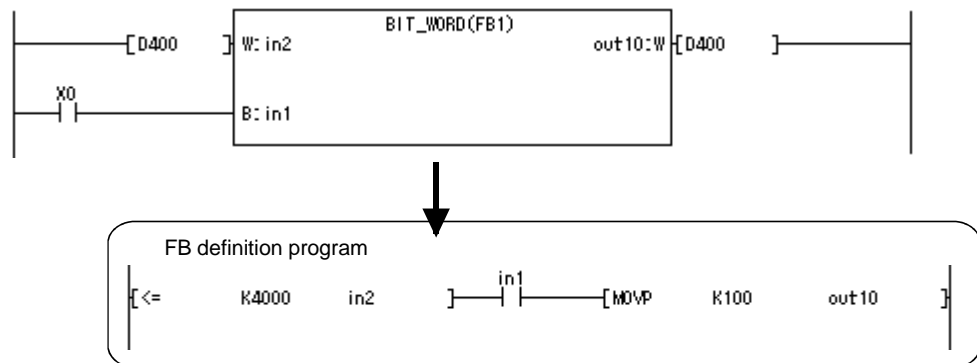 BIT_WORD(FB1)
[D400 ] W:in2 out10:W [D400 ]
X0
B:in1
FB definition program
in1
[<= K4000 in2 ] [MOVP K100 out10 ]